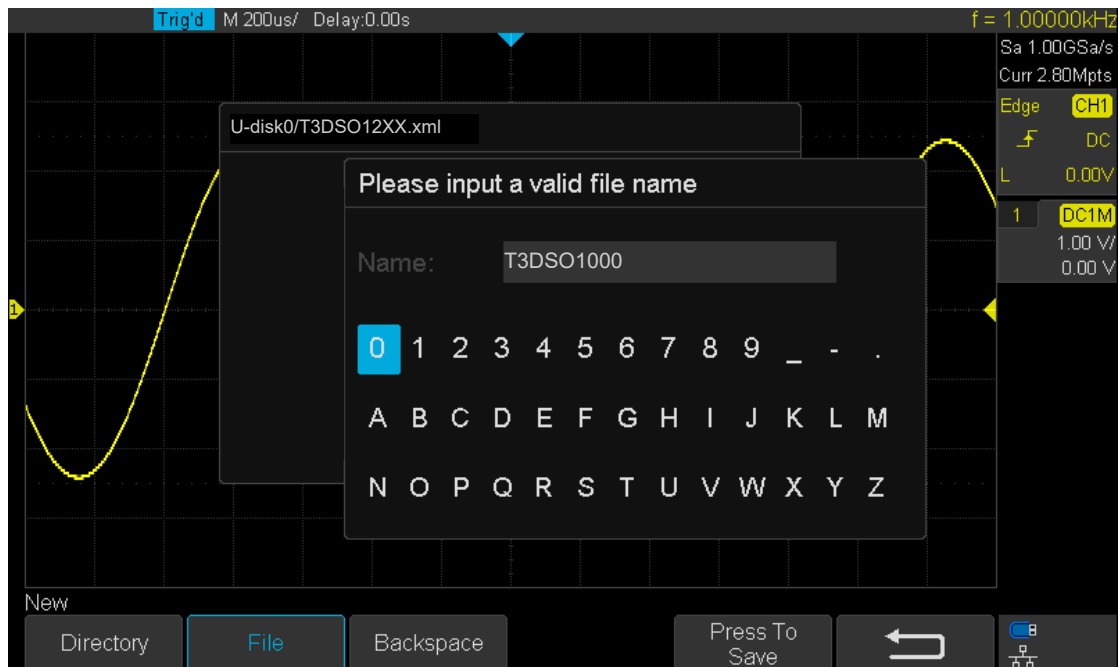 Trig'd M 200us/ Delay:0.00s f = 1.00000kHz
Sa 1.00GSa/s
Curr 2.80Mpts
Edge CH1
DC
L 0.00V
1 DC1M
1.00 V/
0.00 V
U-disk0/T3DSO12XX.xml
Please input a valid file name
Name: T3DSO1000
0 1 2 3 4 5 6 7 8 9 _ - .
A B C D E F G H I J K L M
N O P Q R S T U V W X Y Z
1
New
Directory File Backspace Press To Save